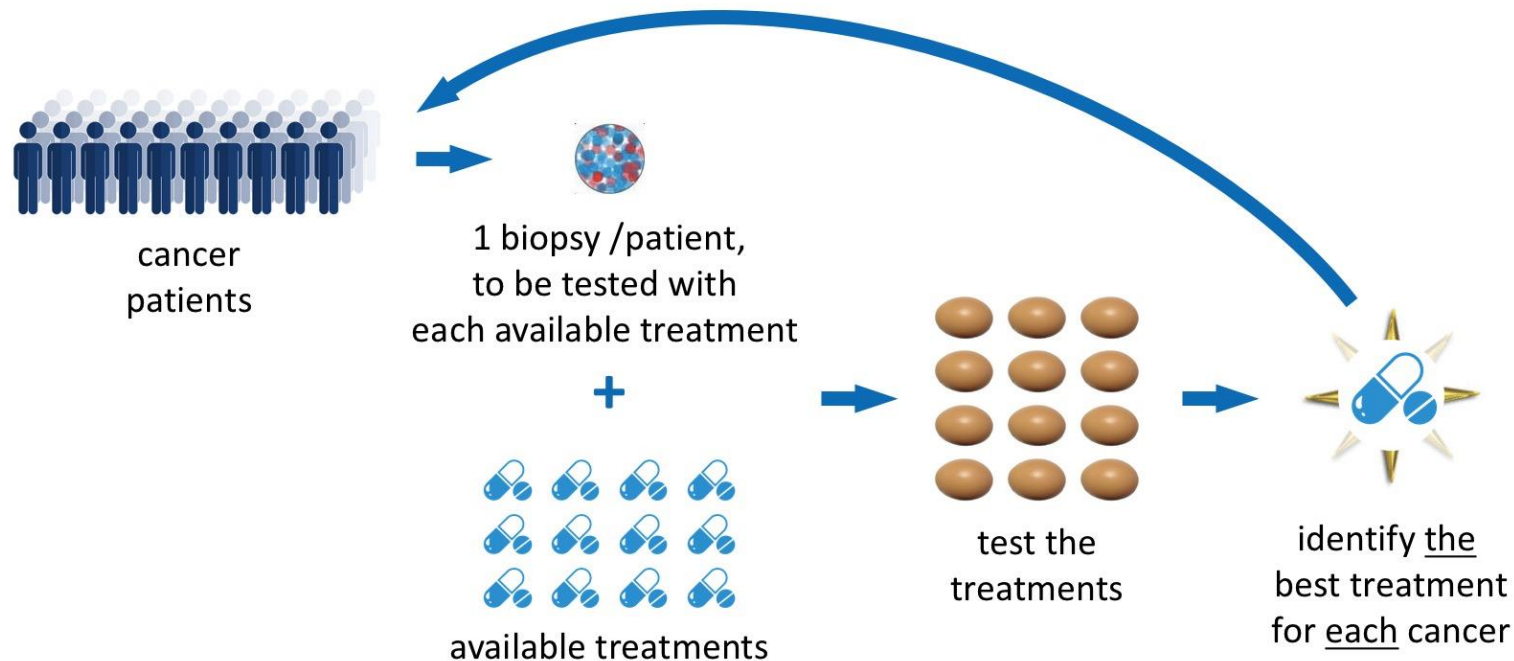 cancer
patients
1 biopsy /patient,
to be tested with
each available treatment
+
available treatments
test the
treatments
identify the
best treatment
for each cancer